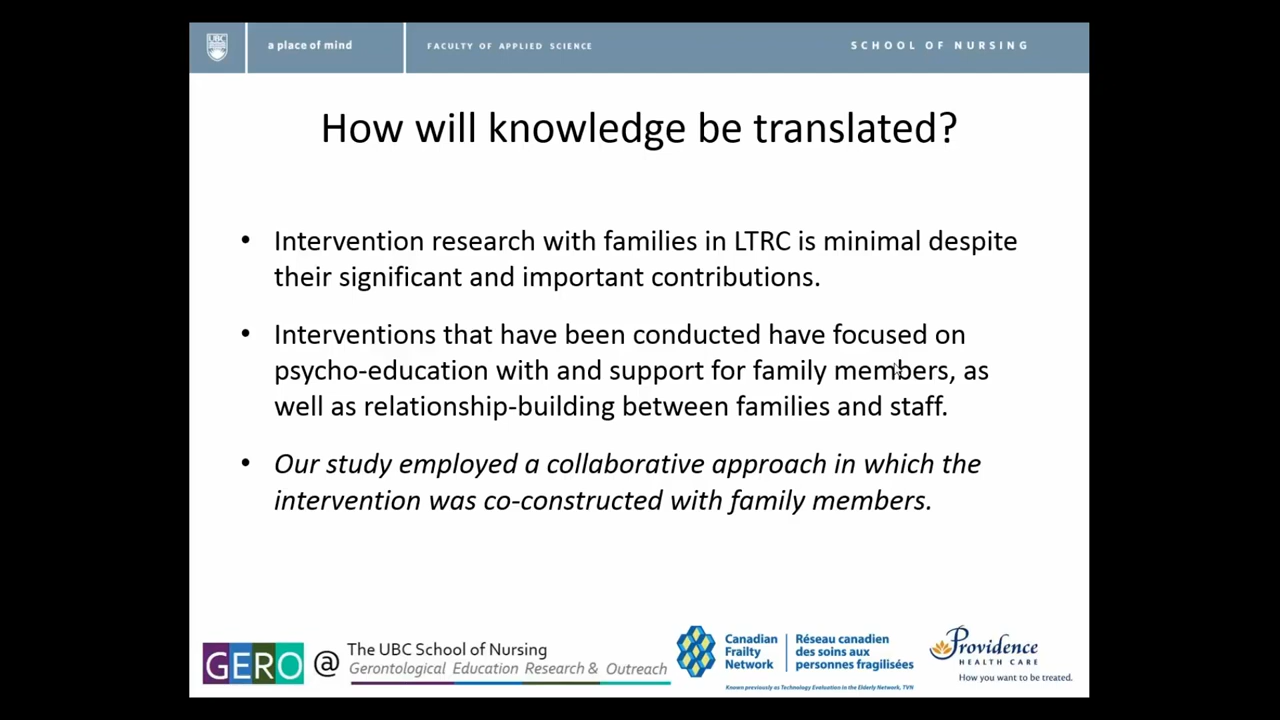 UBC
a place of mind
FACULTY OF APPLIED SCIENCE
SCHOOL OF NURSING
How will knowledge be translated?
• Intervention research with families in LTRC is minimal despite
their significant and important contributions.
• Interventions that have been conducted have focused on
psycho-education with and support for family members, as
well as relationship-building between families and staff.
• Our study employed a collaborative approach in which the
intervention was co-constructed with family members.
GERO @ The UBC School of Nursing
Gerontological Education Research & Outreach
Canadian
Frailty
Network
Réseau canadien
des soins aux
personnes fragilisées
Known previously as Technology Evaluation in the Elderly Network, TVN
Providence
HEALTH CARE
How you want to be treated.